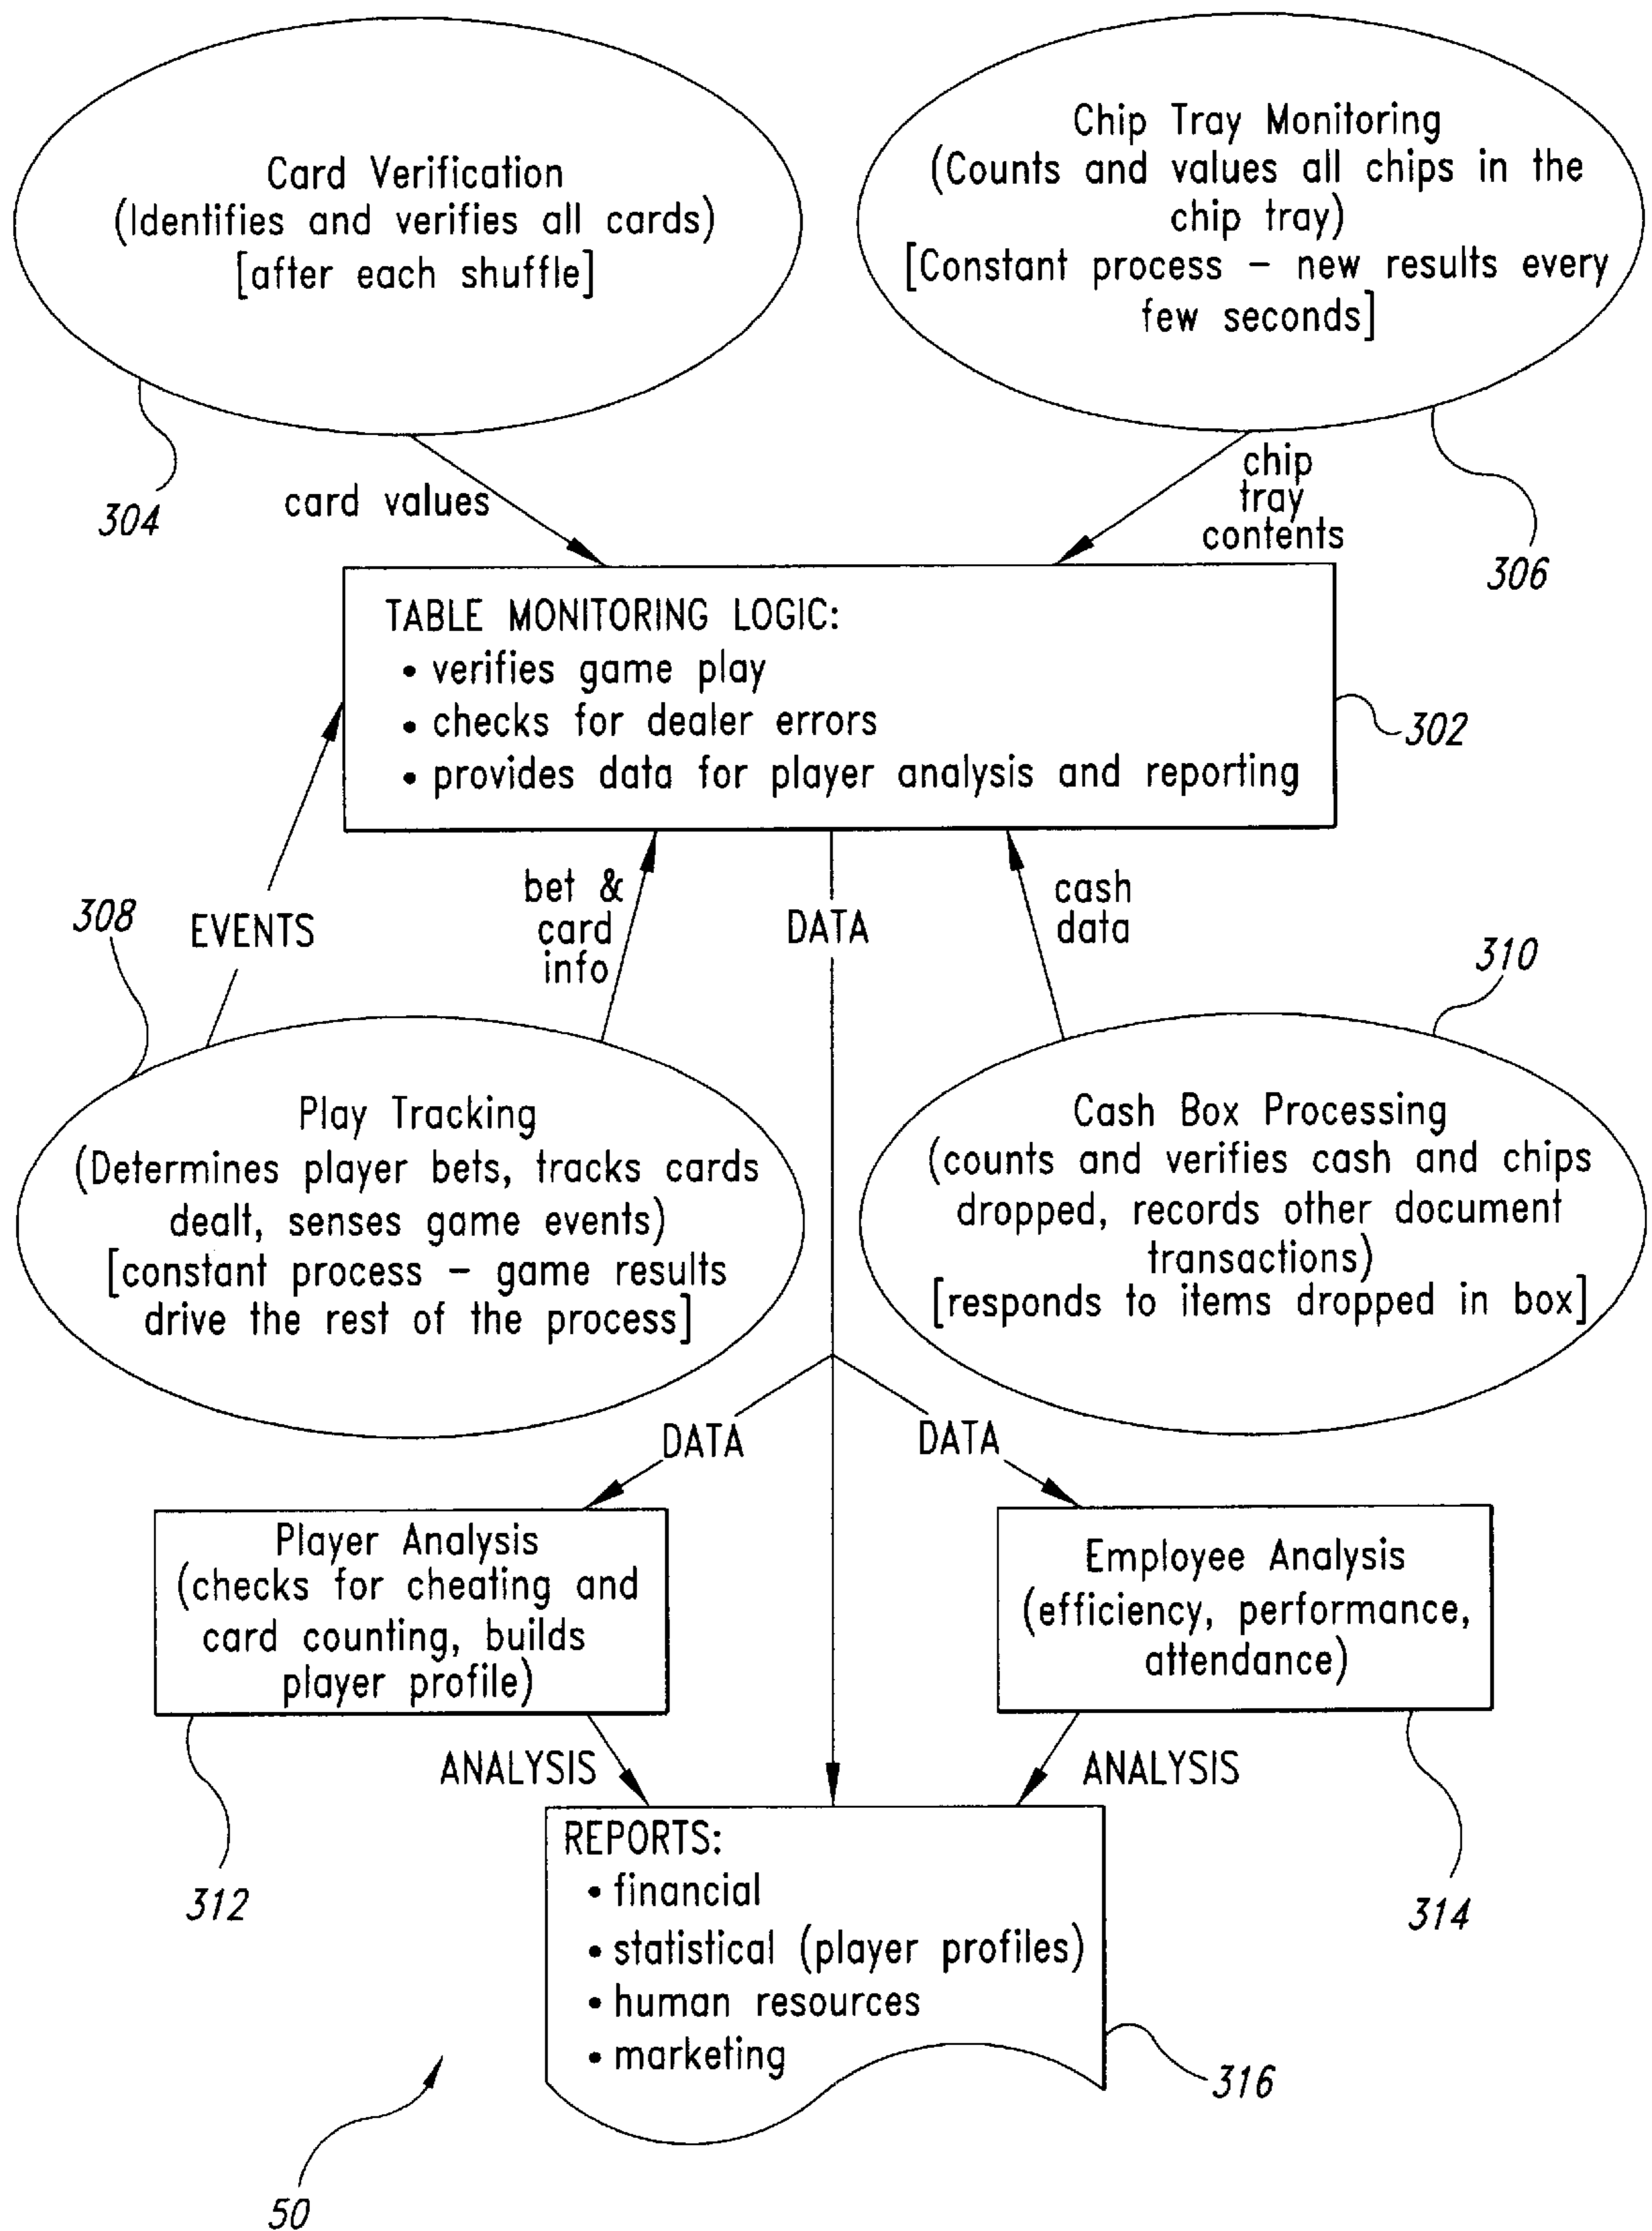 Card Verification
(Identifies and verifies all cards)
[after each shuffle]
Chip Tray Monitoring
(Counts and values all chips in the
chip tray)
[Constant process – new results every
few seconds]
304
card values
chip
tray
contents
306
TABLE MONITORING LOGIC:
• verifies game play
• checks for dealer errors
• provides data for player analysis and reporting
302
308
EVENTS
bet &
card
info
DATA
cash
data
310
Play Tracking
(Determines player bets, tracks cards
dealt, senses game events)
[constant process – game results
drive the rest of the process]
Cash Box Processing
(counts and verifies cash and chips
dropped, records other document
transactions)
[responds to items dropped in box]
DATA
DATA
Player Analysis
(checks for cheating and
card counting, builds
player profile)
Employee Analysis
(efficiency, performance,
attendance)
ANALYSIS
ANALYSIS
312
314
REPORTS:
• financial
• statistical (player profiles)
• human resources
• marketing
316
50